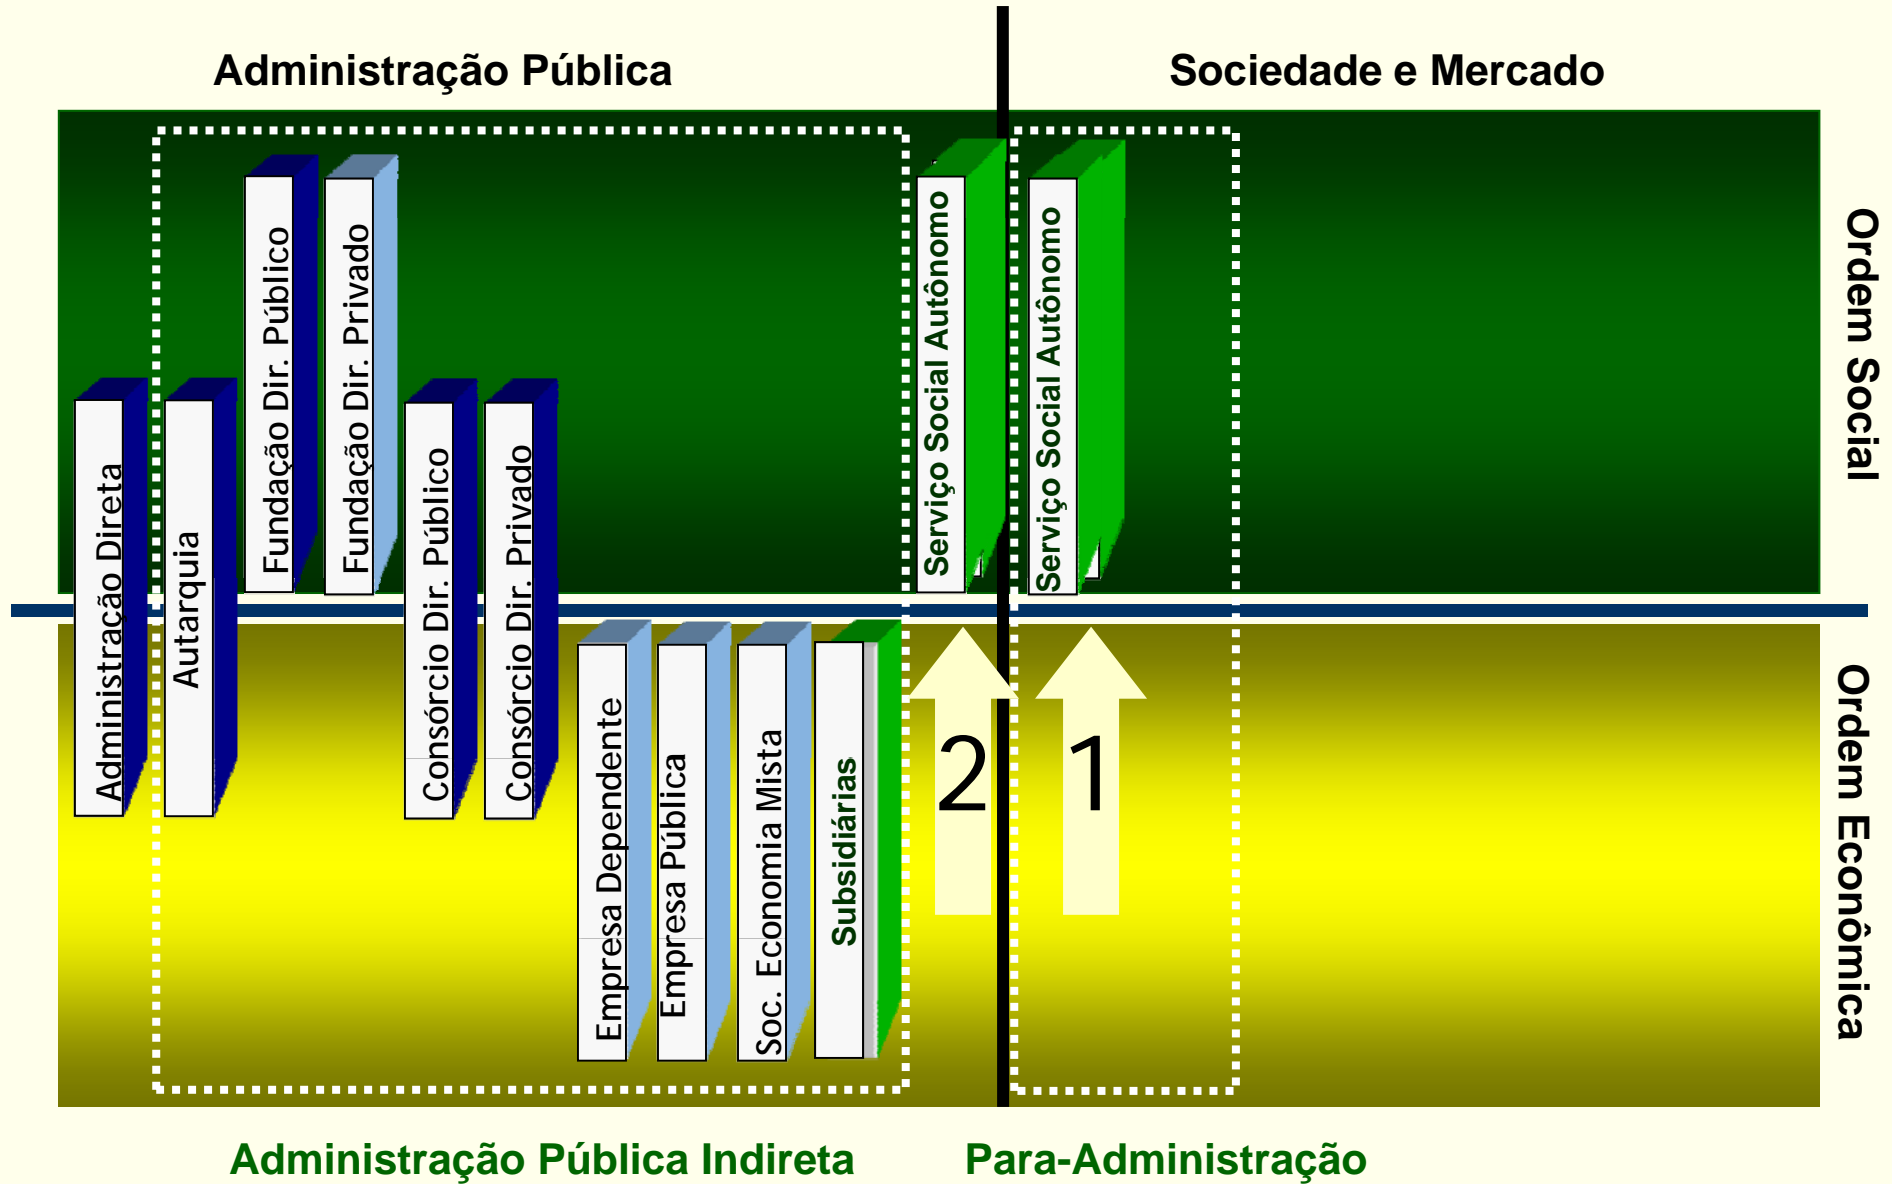 Administração Pública
Sociedade e Mercado
Administração Direta
Autarquia
Fundação Dir. Público
Fundação Dir. Privado
Consórcio Dir. Público
Consórcio Dir. Privado
Empresa Dependente
Empresa Pública
Soc. Economia Mista
Subsidiárias
Serviço Social Autônomo
Serviço Social Autônomo
2
1
Ordem Social
Ordem Econômica
Administração Pública Indireta
Para-Administração